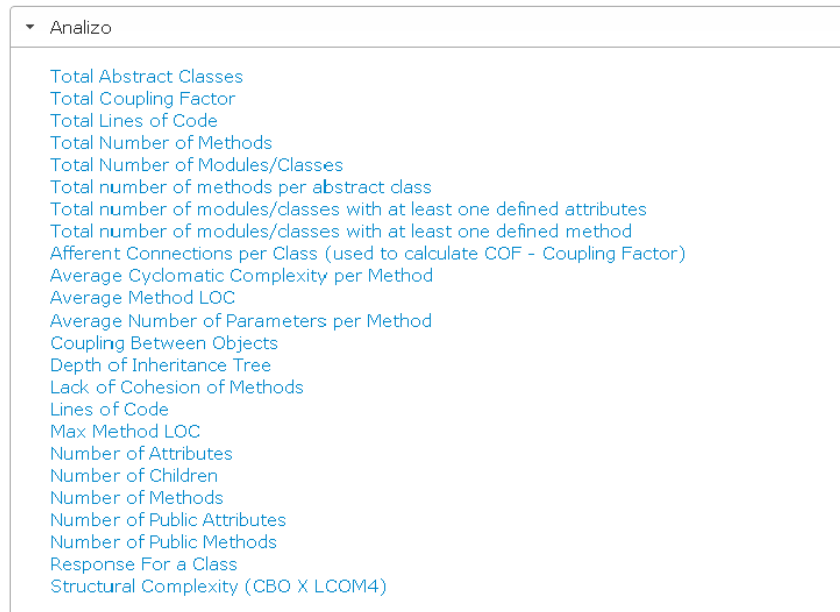 Analizo
Total Abstract Classes
Total Coupling Factor
Total Lines of Code
Total Number of Methods
Total Number of Modules/Classes
Total number of methods per abstract class
Total number of modules/classes with at least one defined attributes
Total number of modules/classes with at least one defined method
Afferent Connections per Class (used to calculate COF - Coupling Factor)
Average Cyclomatic Complexity per Method
Average Method LOC
Average Number of Parameters per Method
Coupling Between Objects
Depth of Inheritance Tree
Lack of Cohesion of Methods
Lines of Code
Max Method LOC
Number of Attributes
Number of Children
Number of Methods
Number of Public Attributes
Number of Public Methods
Response For a Class
Structural Complexity (CBO X LCOM4)